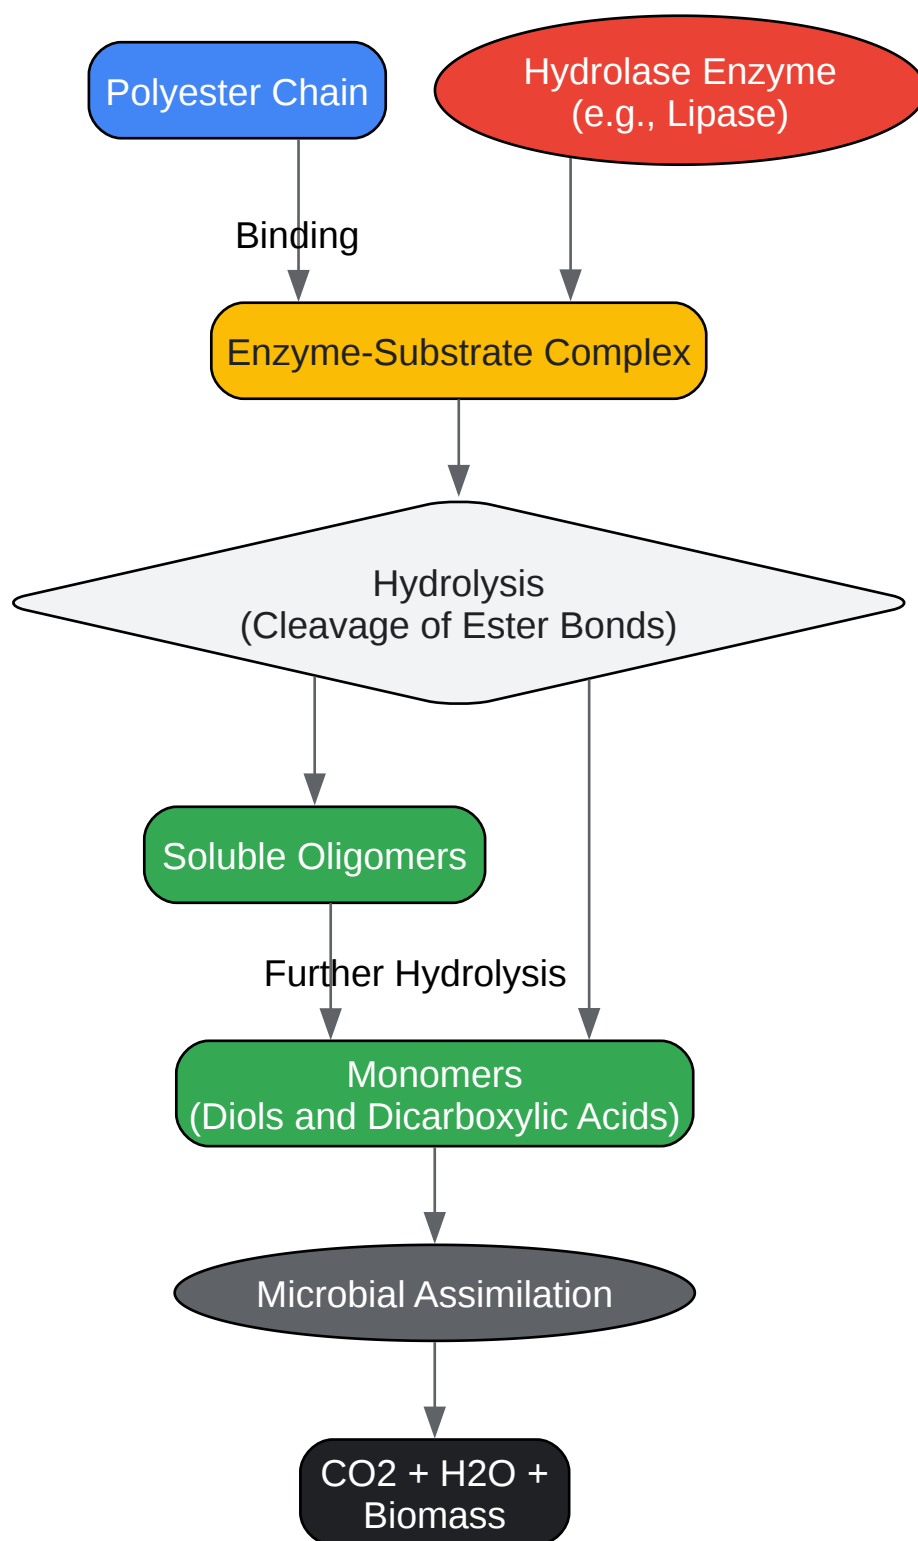 Polyester Chain
Hydrolase Enzyme
(e.g., Lipase)
Binding
Enzyme-Substrate Complex
Hydrolysis
(Cleavage of Ester Bonds)
Soluble Oligomers
Further Hydrolysis
Monomers
(Diols and Dicarboxylic Acids)
Microbial Assimilation
CO2 + H2O +
Biomass